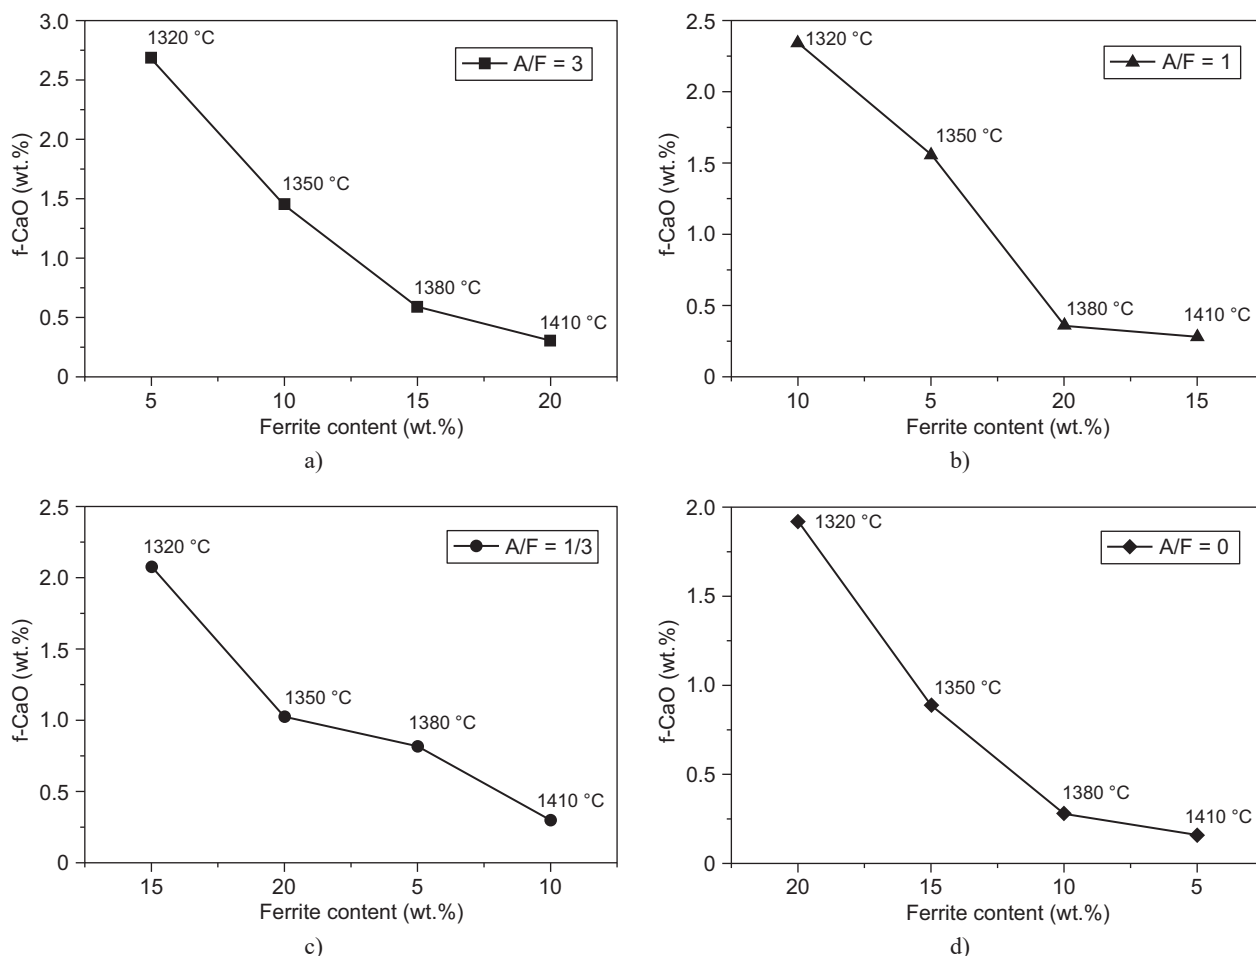 3.0
2.5
2.0
1.5
1.0
0.5
0
f-CaO (wt.%)
1320 °C
1350 °C
1380 °C
1410 °C
A/F = 3
5 10 15 20
Ferrite content (wt.%)
a)
2.5
2.0
1.5
1.0
0.5
0
f-CaO (wt.%)
1320 °C
1350 °C
1380 °C
1410 °C
A/F = 1
10 5 20 15
Ferrite content (wt.%)
b)
2.5
2.0
1.5
1.0
0.5
0
f-CaO (wt.%)
1320 °C
1350 °C
1380 °C
1410 °C
A/F = 1/3
15 20 5 10
Ferrite content (wt.%)
c)
2.0
1.5
1.0
0.5
0
f-CaO (wt.%)
1320 °C
1350 °C
1380 °C
1410 °C
A/F = 0
20 15 10 5
Ferrite content (wt.%)
d)